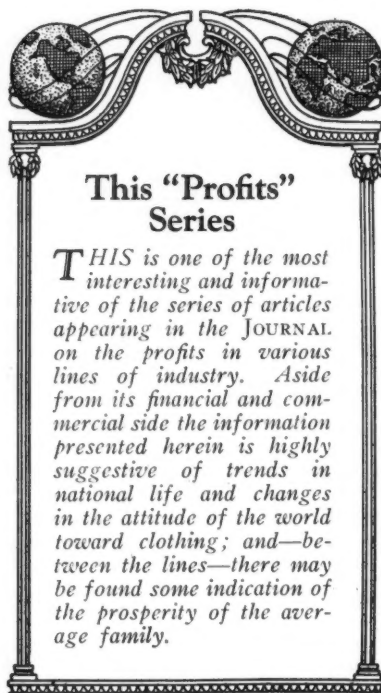 This “Profits”
Series
THIS is one of the most
interesting and informa-
tive of the series of articles
appearing in the JOURNAL
on the profits in various
lines of industry. Aside
from its financial and com-
mercial side the information
presented herein is highly
suggestive of trends in
national life and changes
in the attitude of the world
toward clothing; and—be-
tween the lines—there may
be found some indication of
the prosperity of the aver-
age family.